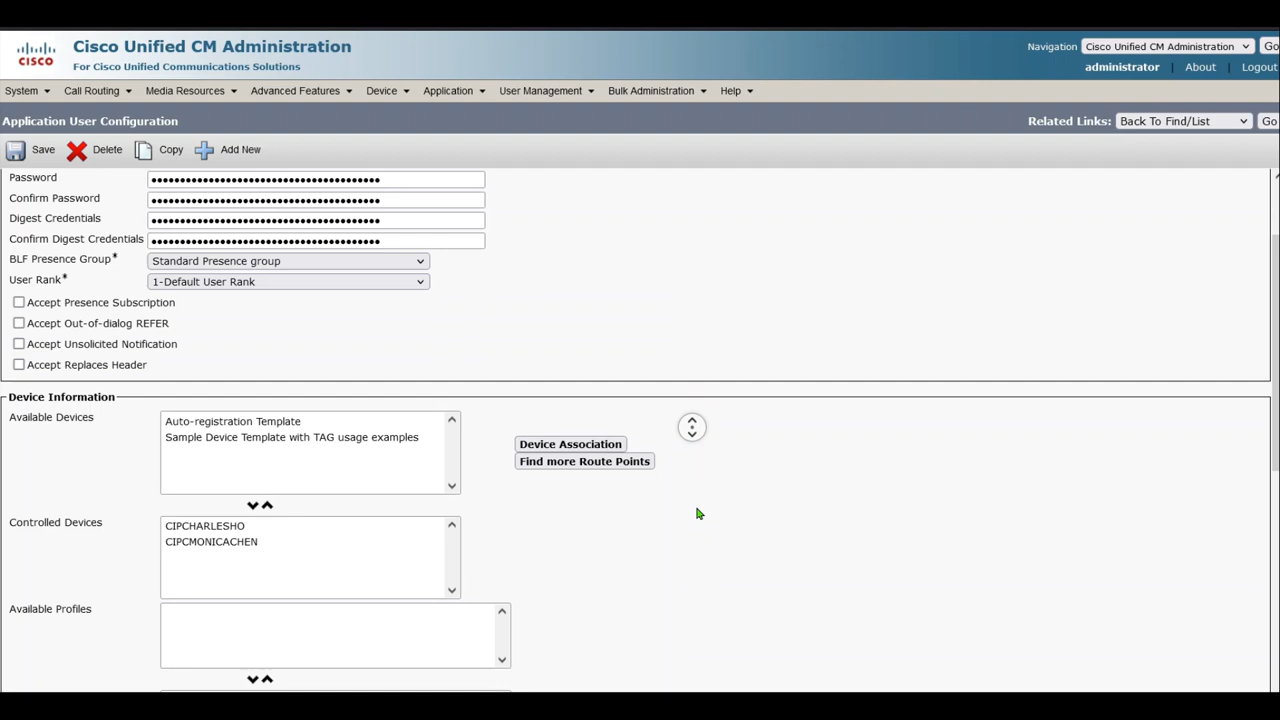 Cisco Unified CM Administration
For Cisco Unified Communications Solutions
CISCO
Navigation Cisco Unified CM Administration Go
administrator | About | Logout
System Call Routing Media Resources Advanced Features Device Application User Management Bulk Administration Help
Application User Configuration
Related Links: Back To Find/List Go
Save Delete Copy Add New
Password ••••••••••••••••••••••••••••••••••••••••
Confirm Password ••••••••••••••••••••••••••••••••••••••••
Digest Credentials ••••••••••••••••••••••••••••••••••••••••
Confirm Digest Credentials ••••••••••••••••••••••••••••••••••••••••
BLF Presence Group* Standard Presence group
User Rank* 1-Default User Rank
Accept Presence Subscription
Accept Out-of-dialog REFER
Accept Unsolicited Notification
Accept Replaces Header
Device Information
Available Devices
Auto-registration Template
Sample Device Template with TAG usage examples
Device Association
Find more Route Points
Controlled Devices
CIPCHARLESHO
CIPCMONICACHEN
Available Profiles